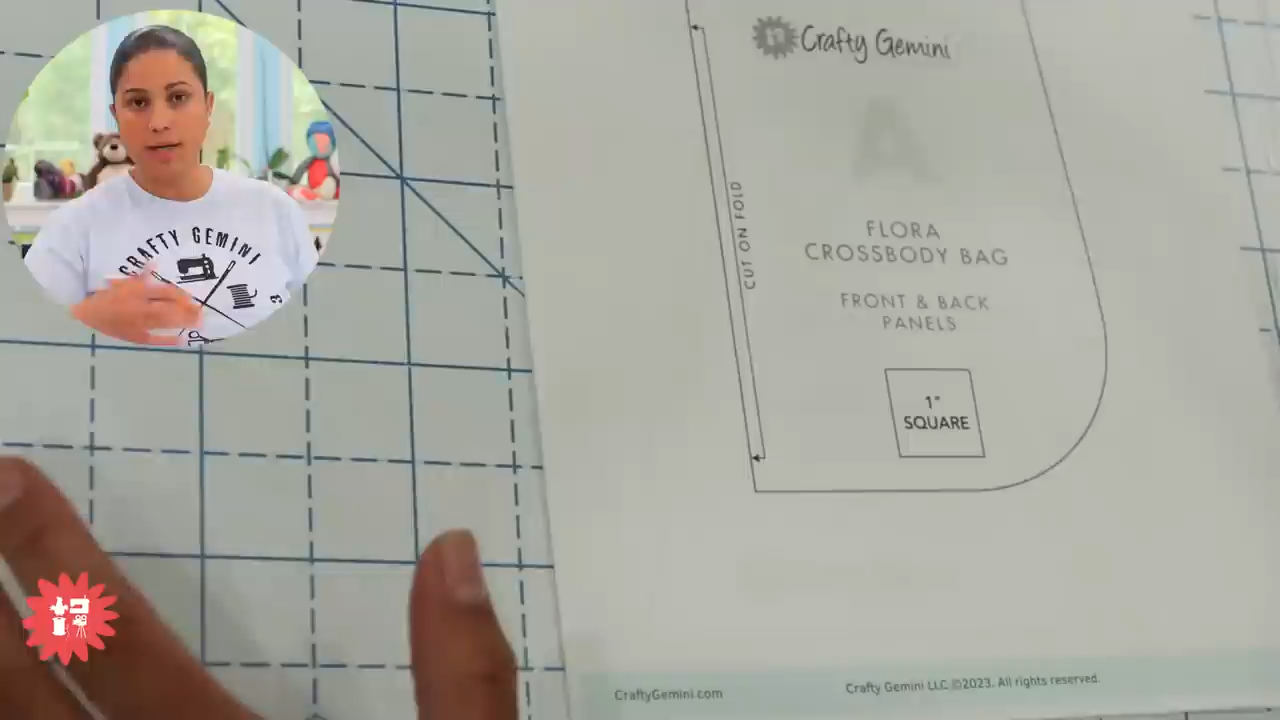 CRAFTY GEMINI
Crafty Gemini
A
CUT ON FOLD
FLORA
CROSSBODY BAG
FRONT & BACK
PANELS
1"
SQUARE
CraftyGemini.com
Crafty Gemini LLC ©2023. All rights reserved.